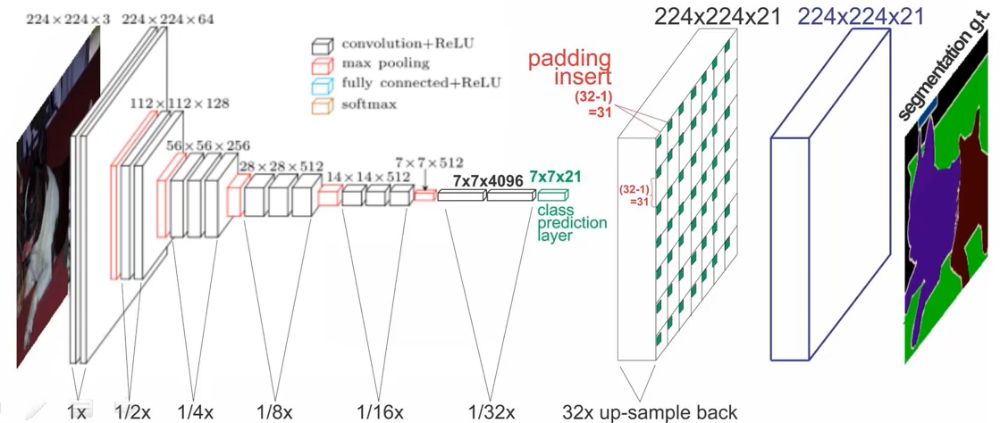 224×224×3
224×224×64
112×112×128
56×56×256
28×28×512
14×14×512
7×7×512
7x7x4096
7x7x21
class
prediction
layer
convolution+ReLU
max pooling
fully connected+ReLU
softmax
padding
insert
(32-1)
=31
(32-1)
=31
224x224x21
224x224x21
segmentation g.t.
1x
1/2x
1/4x
1/8x
1/16x
1/32x
32x up-sample back